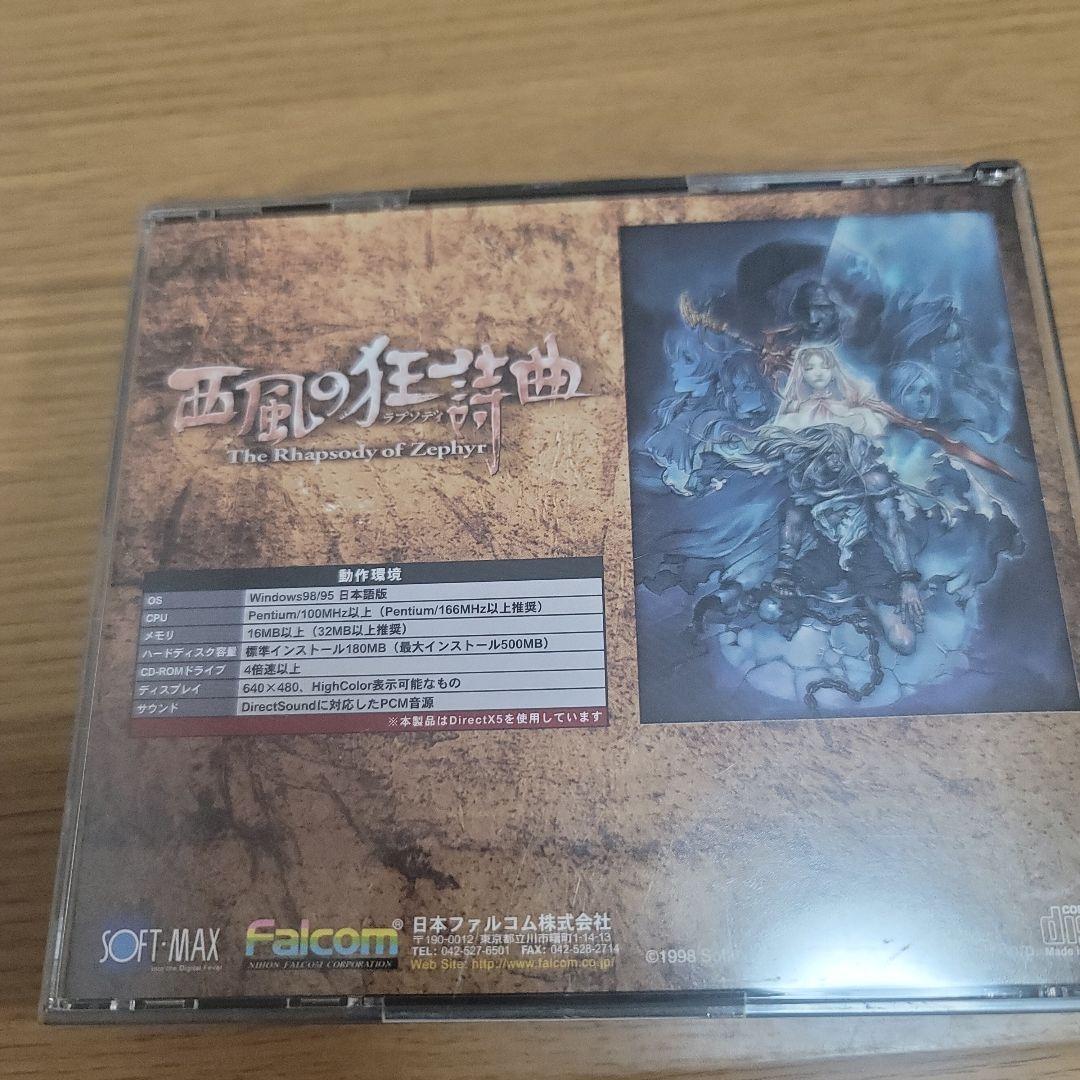 西風の狂詩曲
ラプソディ
The Rhapsody of Zephyr
動作環境
OS Windows98/95 日本語版
CPU Pentium/100MHz以上（Pentium/166MHz以上推奨）
メモリ 16MB以上（32MB以上推奨）
ハードディスク容量 標準インストール180MB（最大インストール500MB）
CD-ROMドライブ 4倍速以上
ディスプレイ 640×480、HighColor表示可能なもの
サウンド DirectSoundに対応したPCM音源
※本製品はDirectX5を使用しています
SOFT·MAX
Into the Digital Fever
Falcom®
NIHON FALCOM CORPORATION
日本ファルコム株式会社
〒190-0012 東京都立川市曙町1-14-13
TEL: 042-527-6501 FAX: 042-528-2714
Web Site: http://www.falcom.co.jp/
©1998
Made